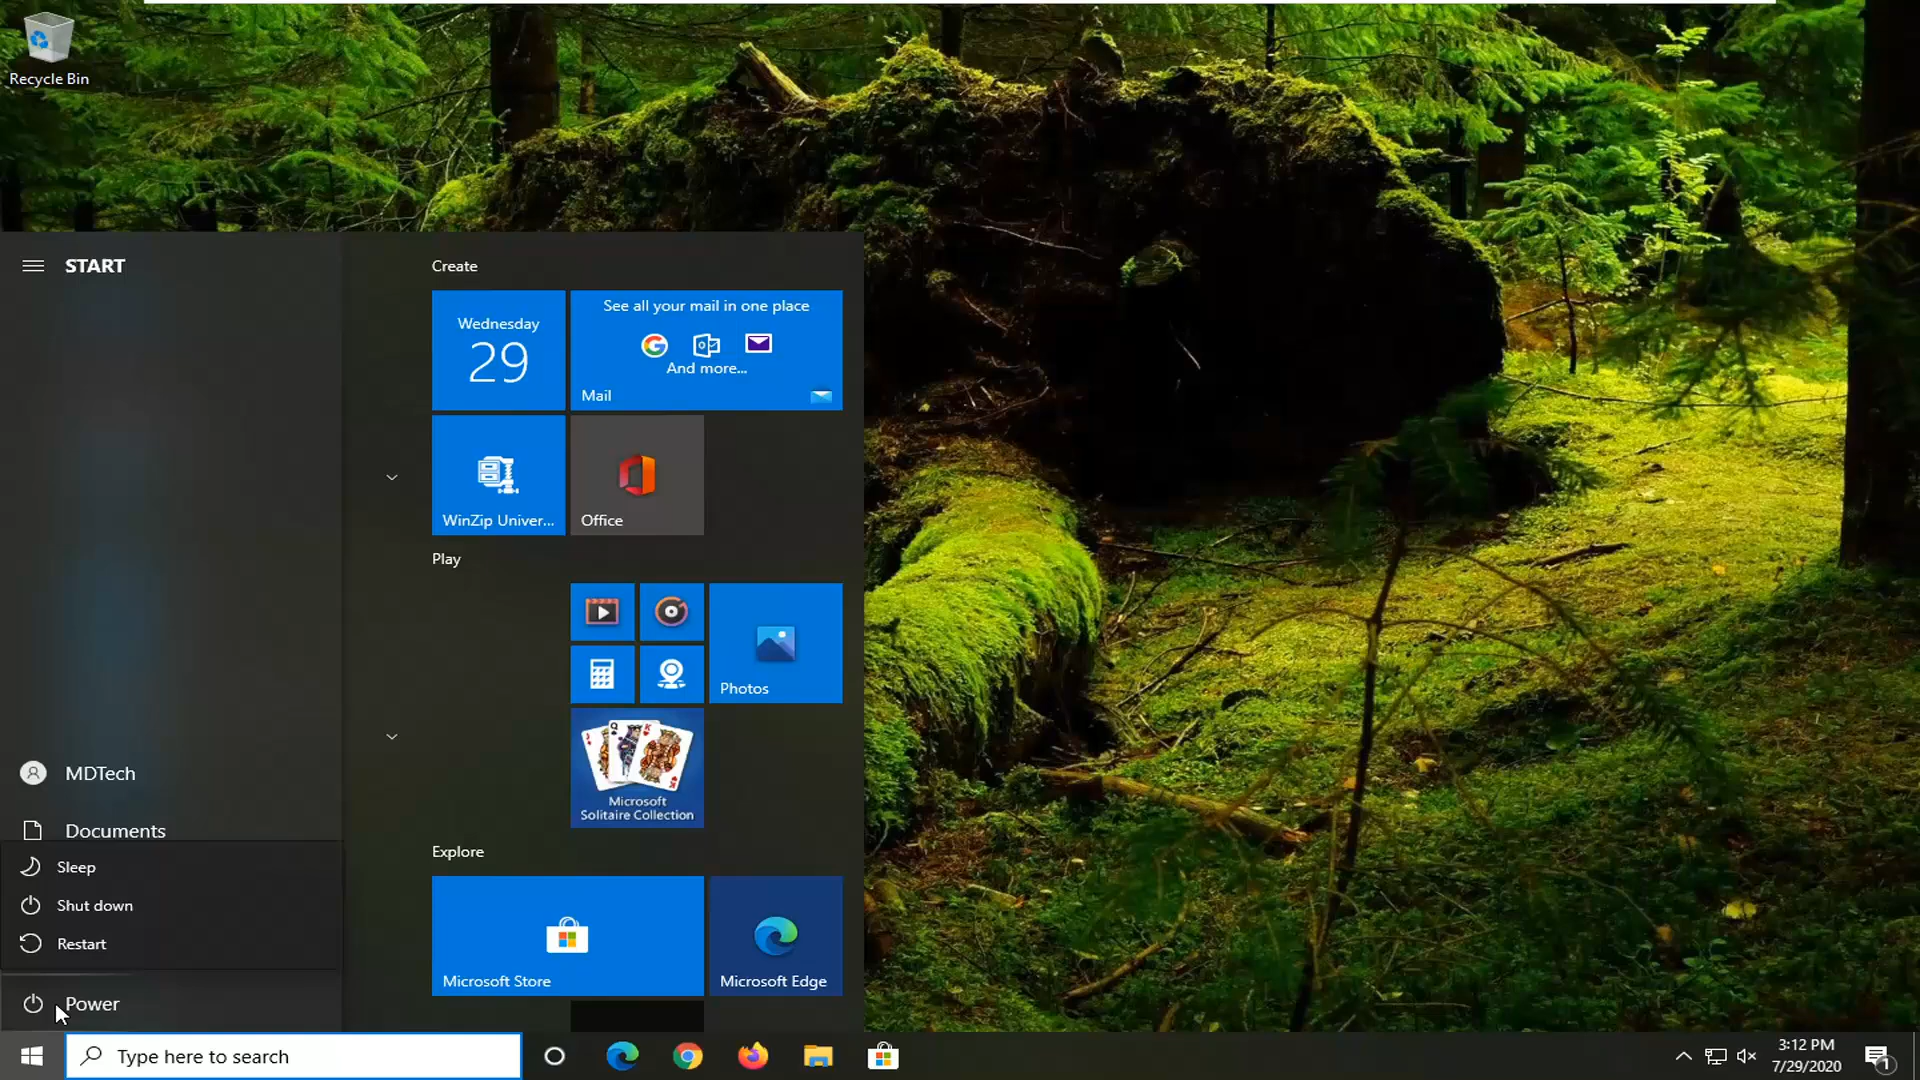 Recycle Bin
START
Create
Wednesday
29
See all your mail in one place
And more...
Mail
WinZip Univer...
Office
Play
Photos
Microsoft
Solitaire Collection
MDTech
Documents
Sleep
Shut down
Restart
Power
Explore
Microsoft Store
Microsoft Edge
Type here to search
3:12 PM
7/29/2020
1